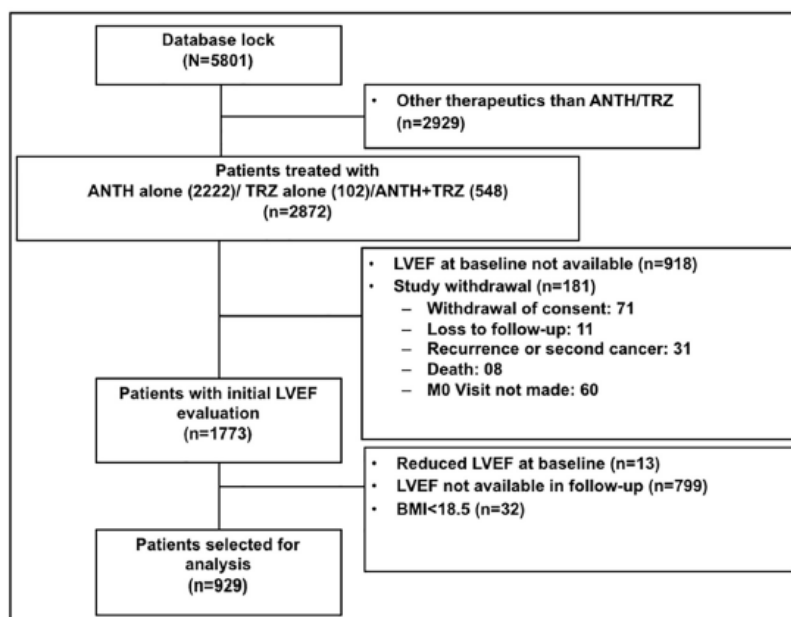 Database lock
(N=5801)
• Other therapeutics than ANTH/TRZ
(n=2929)
Patients treated with
ANTH alone (2222)/ TRZ alone (102)/ANTH+TRZ (548)
(n=2872)
• LVEF at baseline not available (n=918)
• Study withdrawal (n=181)
– Withdrawal of consent: 71
– Loss to follow-up: 11
– Recurrence or second cancer: 31
– Death: 08
– M0 Visit not made: 60
Patients with initial LVEF
evaluation
(n=1773)
• Reduced LVEF at baseline (n=13)
• LVEF not available in follow-up (n=799)
• BMI<18.5 (n=32)
Patients selected for
analysis
(n=929)